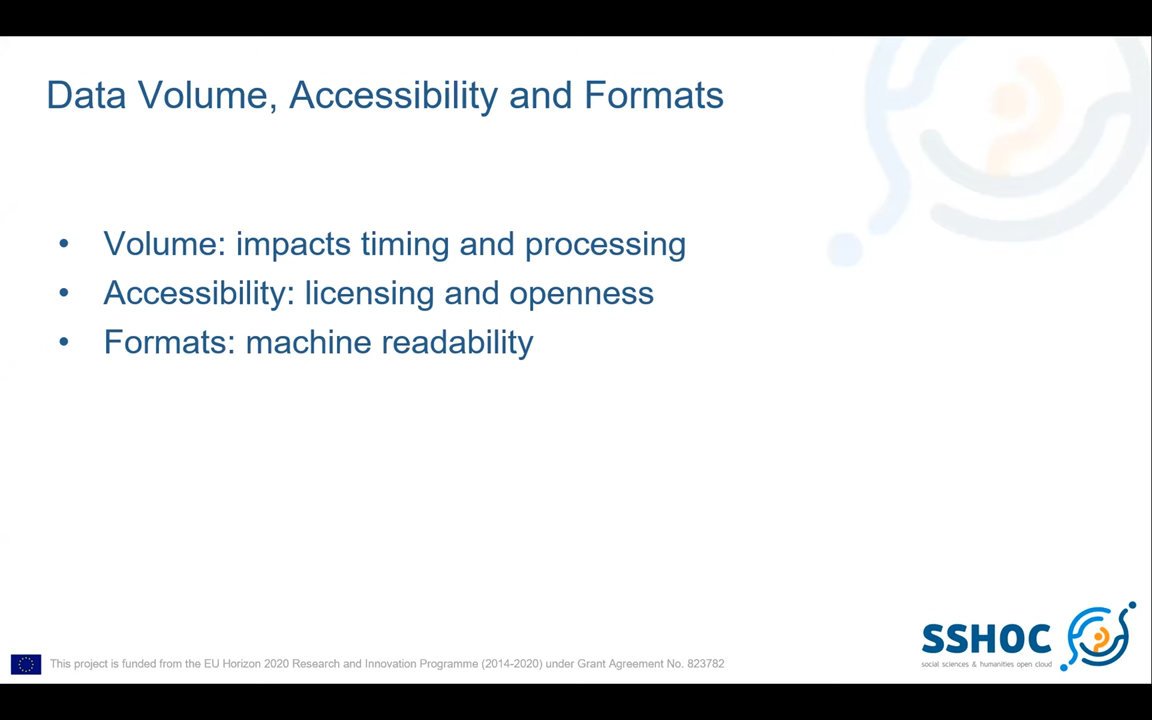 Data Volume, Accessibility and Formats
• Volume: impacts timing and processing
• Accessibility: licensing and openness
• Formats: machine readability
SSHOC
social sciences & humanities open cloud
This project is funded from the EU Horizon 2020 Research and Innovation Programme (2014-2020) under Grant Agreement No. 823782